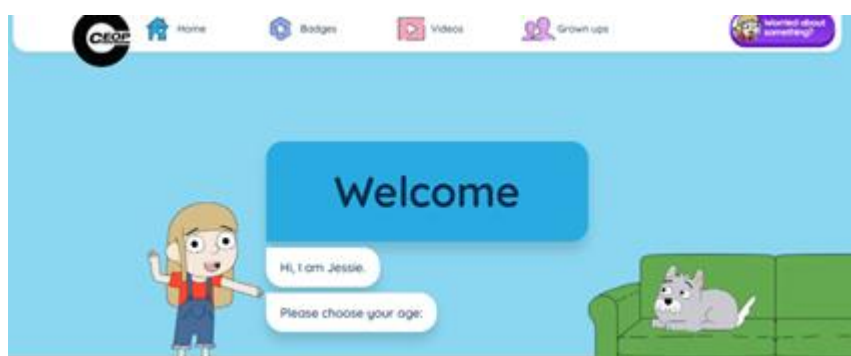 CEOP
Home
Badges
Videos
Grown ups
Worried about
something?
Welcome
Hi, I am Jessie.
Please choose your age: